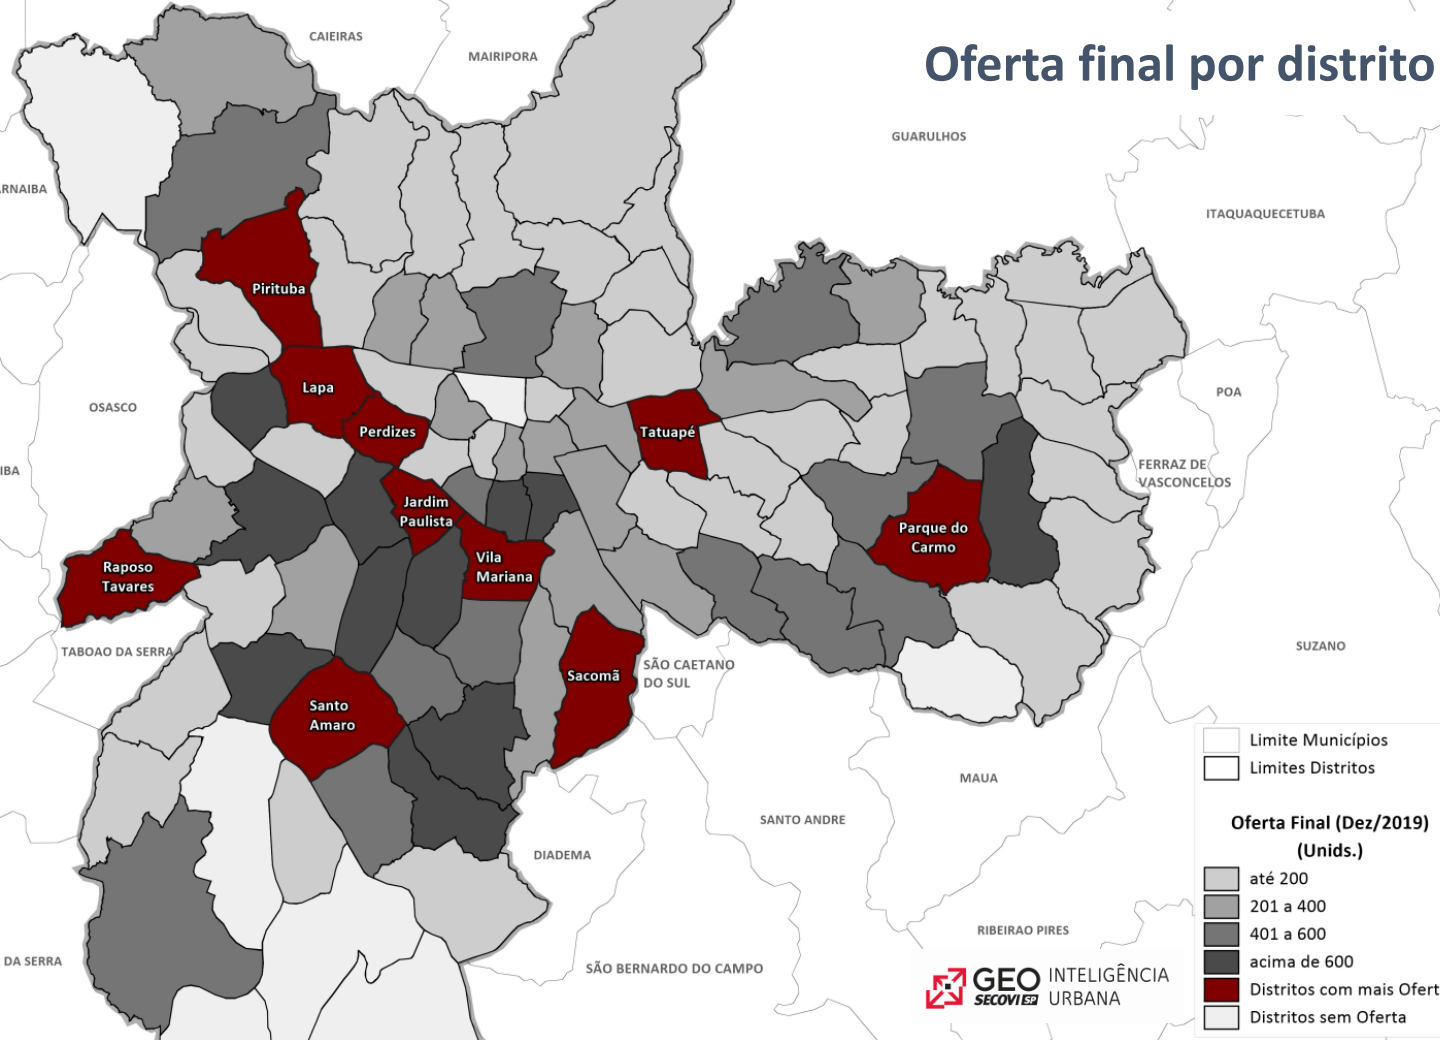 CAIEIRAS
MAIRIPORA
Oferta final por distrito
GUARULHOS
ARNAIBA
ITAQUAQUECETUBA
Pirituba
OSASCO
Lapa
POA
Perdizes
Tatuapé
IBA
FERRAZ DE
VASCONCELOS
Jardim
Paulista
Parque do
Carmo
Raposo
Tavares
Vila
Mariana
TABOAO DA SERRA
SÃO CAETANO
DO SUL
SUZANO
Sacomã
Santo
Amaro
MAUA
SANTO ANDRE
DIADEMA
RIBEIRAO PIRES
DA SERRA
SÃO BERNARDO DO CAMPO
Limite Municípios
Limites Distritos
Oferta Final (Dez/2019)
(Unids.)
até 200
201 a 400
401 a 600
acima de 600
Distritos com mais Ofert
Distritos sem Oferta
GEO
SECOVI SP
INTELIGÊNCIA
URBANA